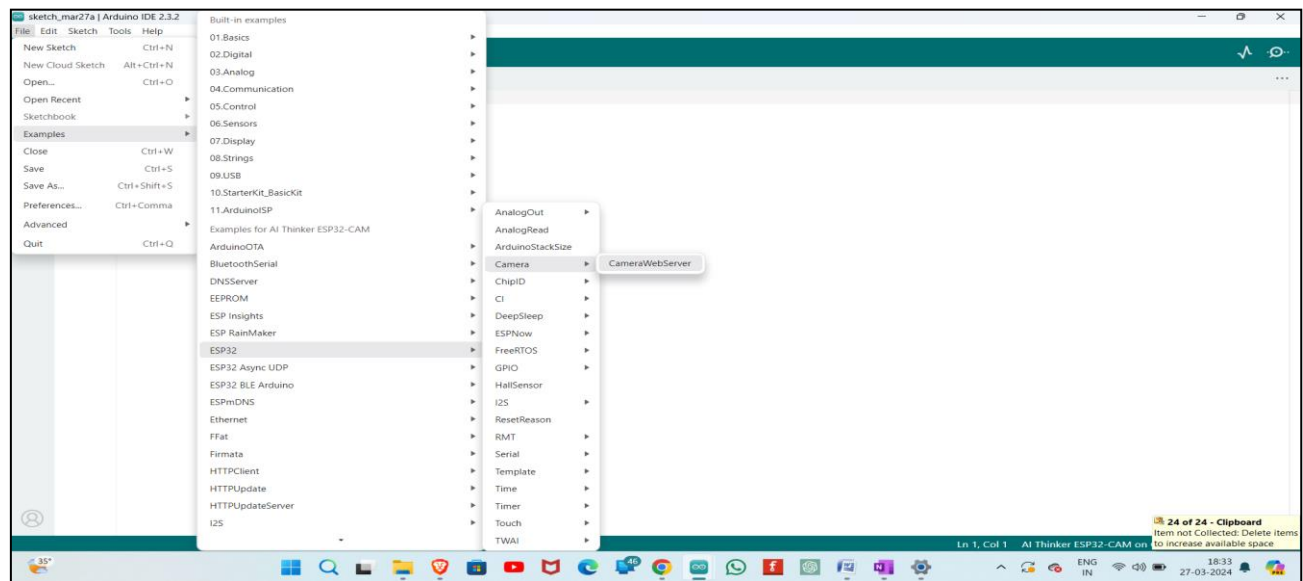 sketch_mar27a | Arduino IDE 2.3.2
File Edit Sketch Tools Help
New Sketch Ctrl+N
New Cloud Sketch Alt+Ctrl+N
Open... Ctrl+O
Open Recent
Sketchbook
Examples
Close Ctrl+W
Save Ctrl+S
Save As... Ctrl+Shift+S
Preferences... Ctrl+Comma
Advanced
Quit Ctrl+Q
Built-in examples
01.Basics
02.Digital
03.Analog
04.Communication
05.Control
06.Sensors
07.Display
08.Strings
09.USB
10.StarterKit_BasicKit
11.ArduinoISP
Examples for AI Thinker ESP32-CAM
ArduinoOTA
BluetoothSerial
DNSServer
EEPROM
ESP Insights
ESP RainMaker
ESP32
ESP32 Async UDP
ESP32 BLE Arduino
ESPmDNS
Ethernet
FFat
Firmata
HTTPClient
HTTPUpdate
HTTPUpdateServer
I2S
AnalogOut
AnalogRead
ArduinoStackSize
Camera
ChipID
CI
DeepSleep
ESPNow
FreeRTOS
GPIO
HallSensor
I2S
ResetReason
RMT
Serial
Template
Time
Timer
Touch
TWAI
CameraWebServer
24 of 24 - Clipboard
Item not Collected: Delete items
to increase available space
Ln 1, Col 1 AI Thinker ESP32-CAM on
35°
46
ENG
IN
18:33
27-03-2024